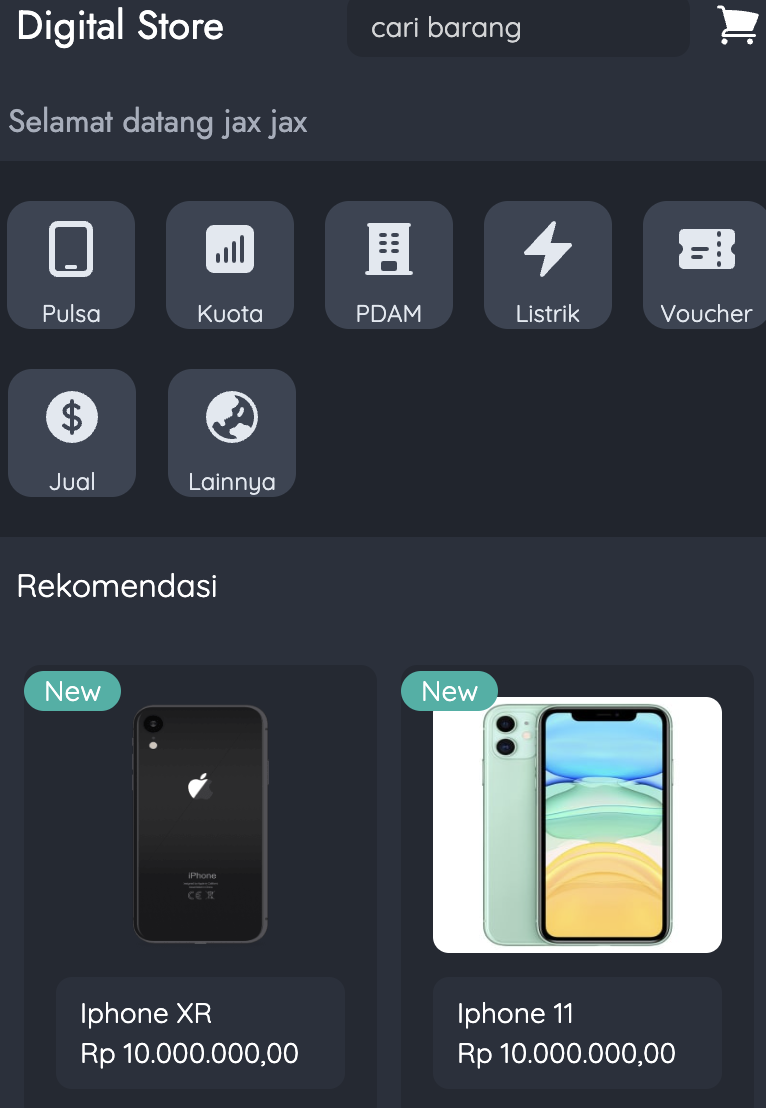 Digital Store
cari barang
Selamat datang jax jax
Pulsa
Kuota
PDAM
Listrik
Voucher
Jual
Lainnya
Rekomendasi
New
New
iPhone
Iphone XR
Rp 10.000.000,00
Iphone 11
Rp 10.000.000,00